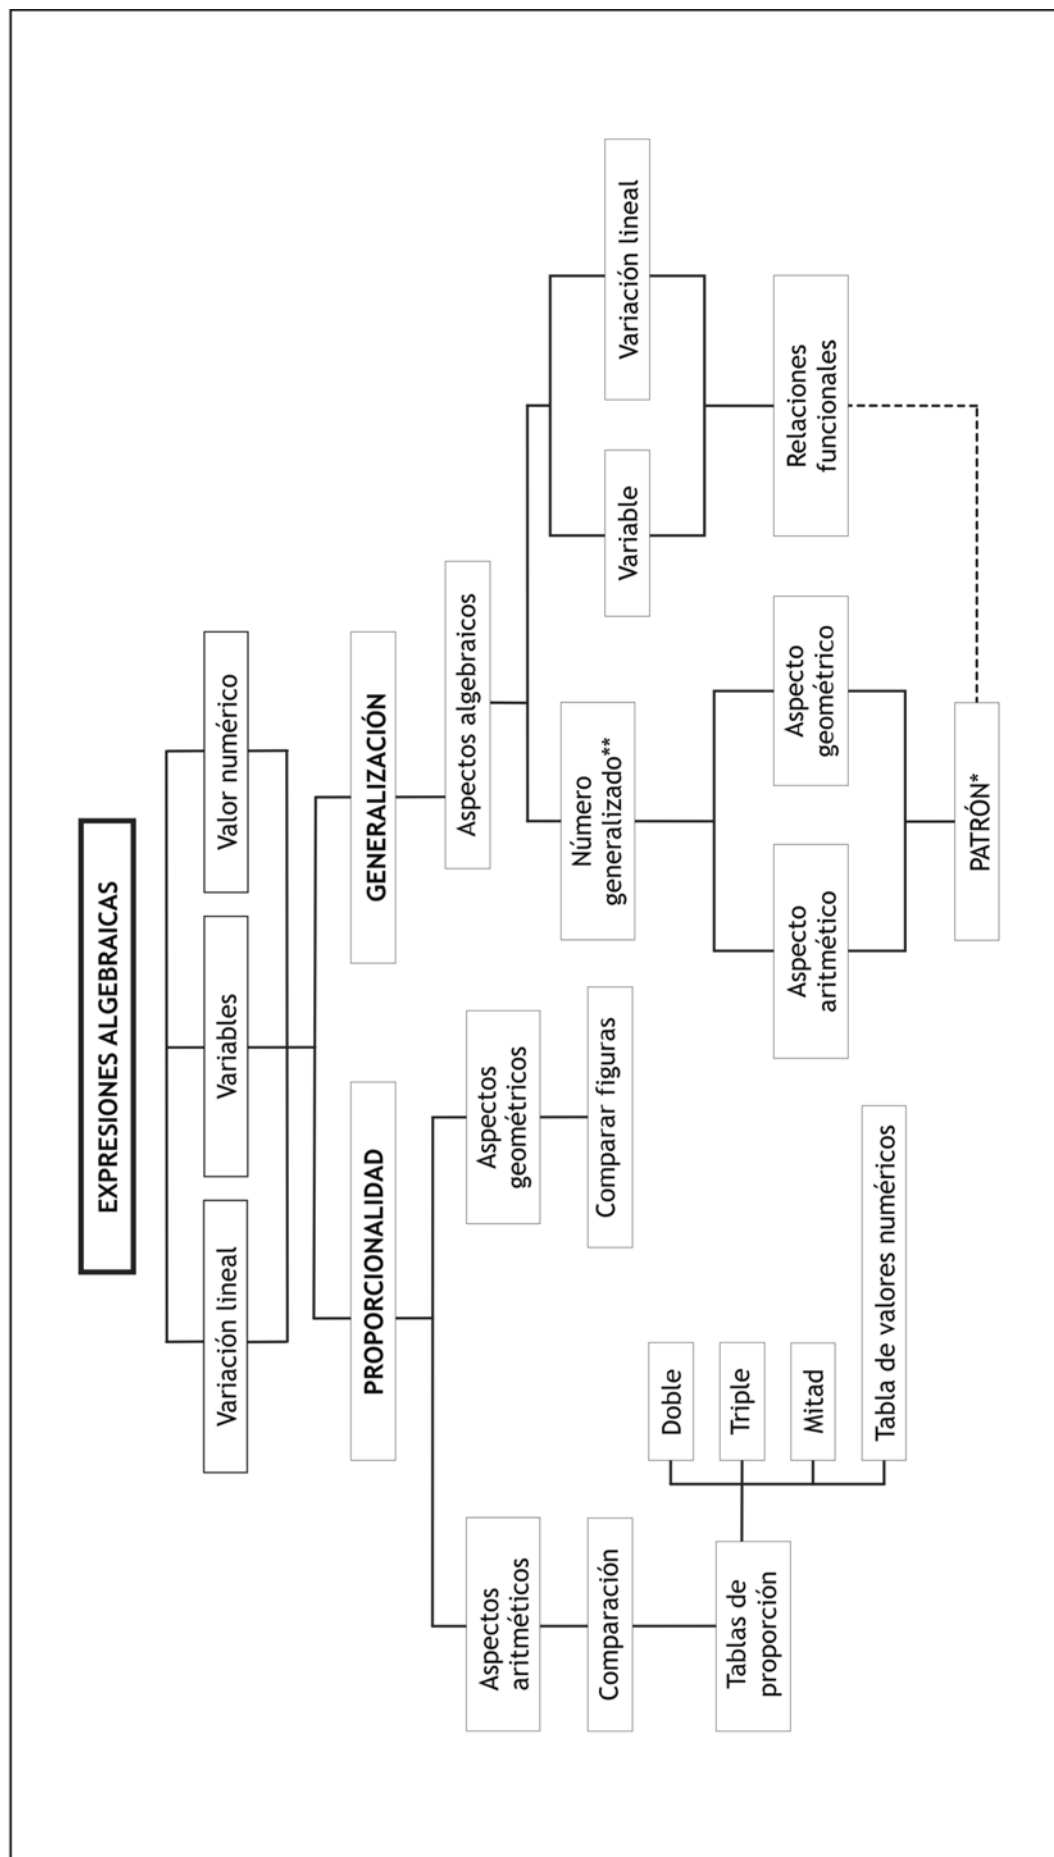 EXPRESIONES ALGEBRAICAS
Variación lineal
Variables
Valor numérico
PROPORCIONALIDAD
GENERALIZACIÓN
Aspectos
aritméticos
Aspectos
geométricos
Aspectos algebraicos
Comparación
Comparar figuras
Número
generalizado**
Variable
Variación lineal
Tablas de
proporción
Doble
Triple
Mitad
Tabla de valores numéricos
Aspecto
aritmético
Aspecto
geométrico
Relaciones
funcionales
PATRÓN*